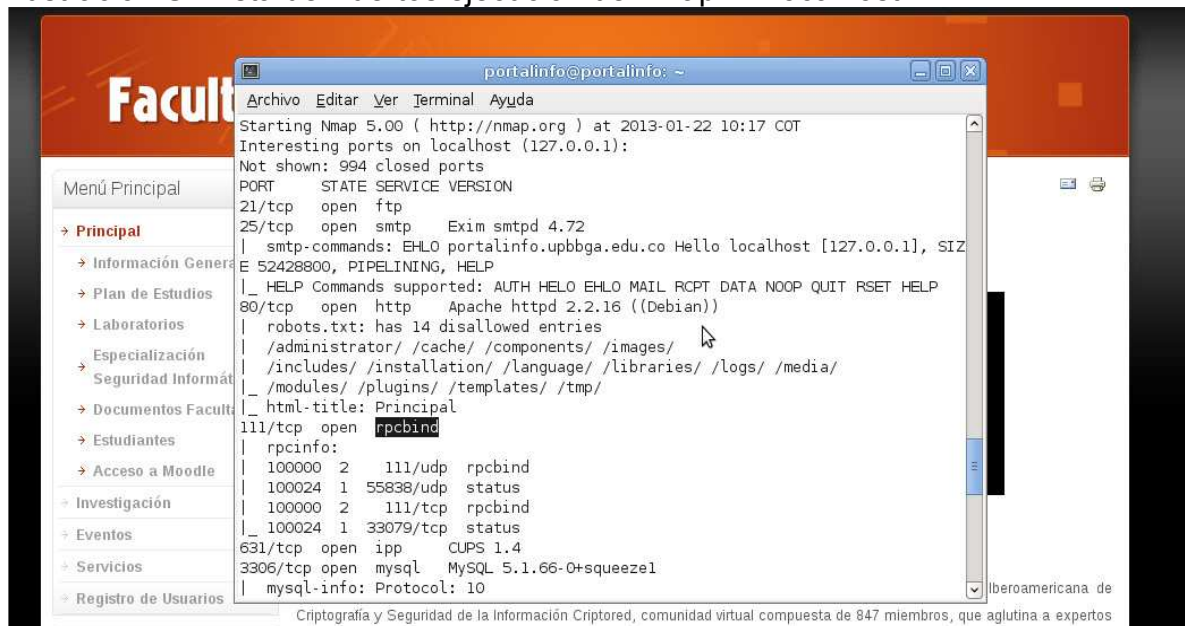 Facult
portalinfo@portalinfo: ~
Archivo Editar Ver Terminal Ayuda
Starting Nmap 5.00 ( http://nmap.org ) at 2013-01-22 10:17 COT
Interesting ports on localhost (127.0.0.1):
Not shown: 994 closed ports
PORT STATE SERVICE VERSION
21/tcp open ftp
25/tcp open smtp Exim smtpd 4.72
| smtp-commands: EHLO portalinfo.upbbga.edu.co Hello localhost [127.0.0.1], SIZ
E 52428800, PIPELINING, HELP
|_ HELP Commands supported: AUTH HELO EHLO MAIL RCPT DATA NOOP QUIT RSET HELP
80/tcp open http Apache httpd 2.2.16 ((Debian))
| robots.txt: has 14 disallowed entries
| /administrator/ /cache/ /components/ /images/
| /includes/ /installation/ /language/ /libraries/ /logs/ /media/
|_ /modules/ /plugins/ /templates/ /tmp/
|_ html-title: Principal
111/tcp open rpcbind
| rpcinfo:
| 100000 2 111/udp rpcbind
| 100024 1 55838/udp status
| 100000 2 111/tcp rpcbind
|_ 100024 1 33079/tcp status
631/tcp open ipp CUPS 1.4
3306/tcp open mysql MySQL 5.1.66-0+squeeze1
| mysql-info: Protocol: 10
Menú Principal
Principal
Información Genera
Plan de Estudios
Laboratorios
Especialización
Seguridad Informát
Documentos Faculta
Estudiantes
Acceso a Moodle
Investigación
Eventos
Servicios
Registro de Usuarios
Iberoamericana de
Criptografía y Seguridad de la Información Criptored, comunidad virtual compuesta de 847 miembros, que aglutina a expertos